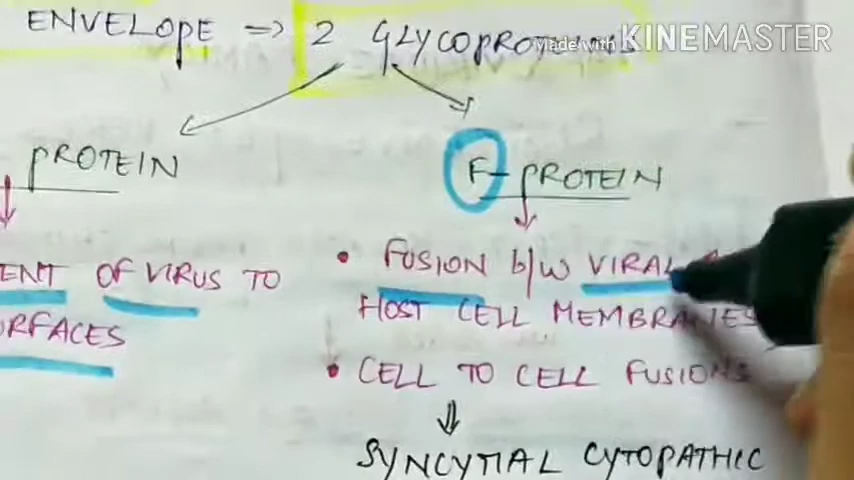 ENVELOPE => 2 GLYCOPROTEINS
Made with KINEMASTER
PROTEIN
F-PROTEIN
ENT OF VIRUS TO
RFACES
• FUSION b/w VIRAL
HOST CELL MEMBRANES
• CELL TO CELL FUSIONS
SYNCYTIAL CYTOPATHIC